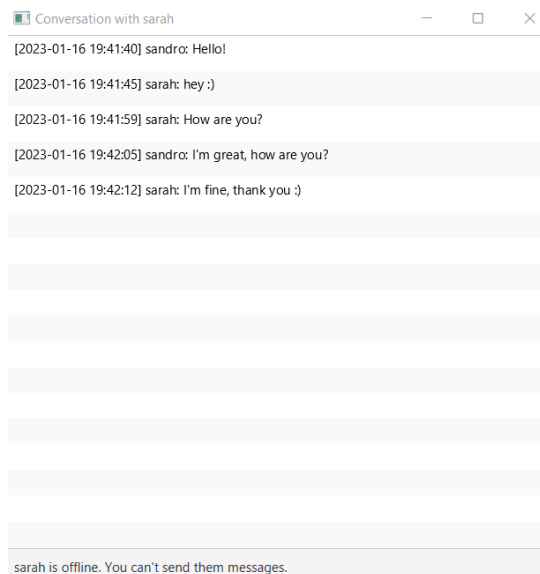 Conversation with sarah
[2023-01-16 19:41:40] sandro: Hello!
[2023-01-16 19:41:45] sarah: hey :)
[2023-01-16 19:41:59] sarah: How are you?
[2023-01-16 19:42:05] sandro: I'm great, how are you?
[2023-01-16 19:42:12] sarah: I'm fine, thank you :)
sarah is offline. You can't send them messages.